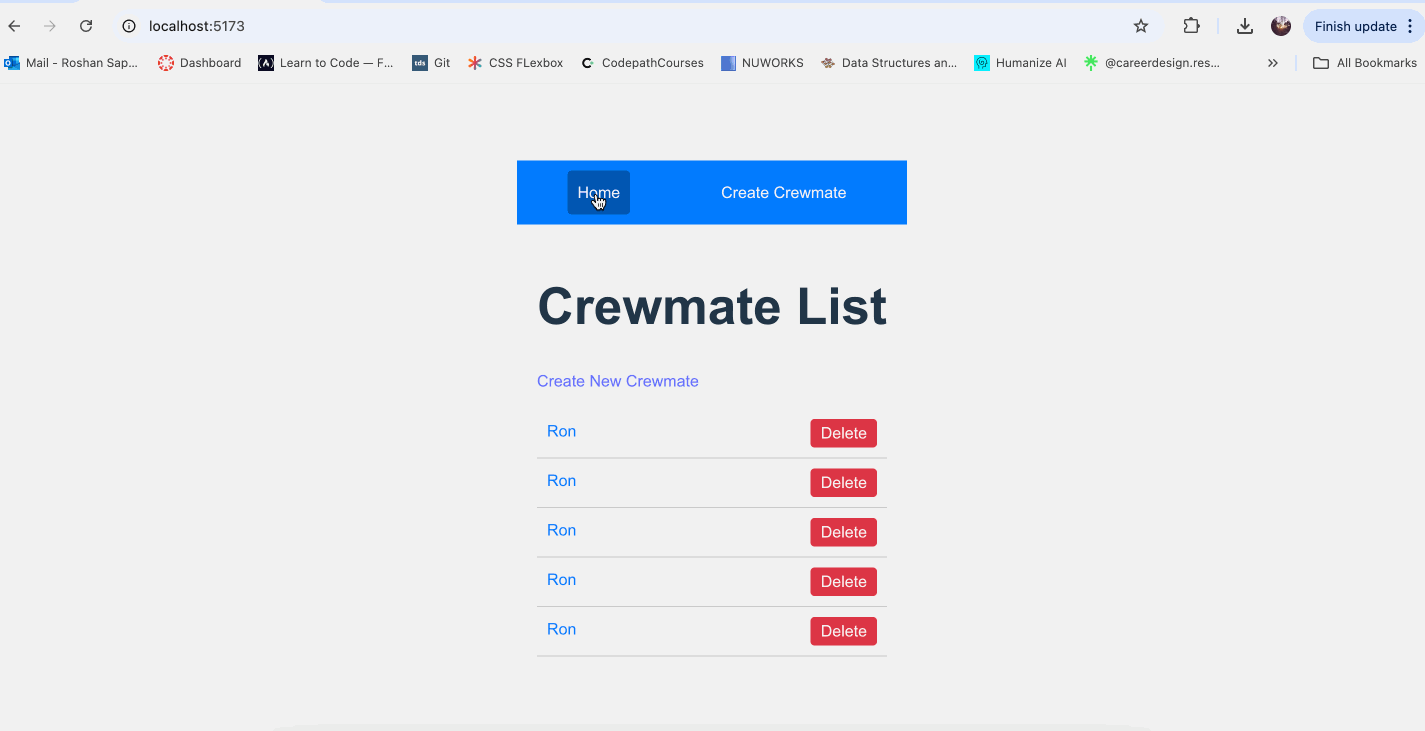 localhost:5173
Finish update
Mail - Roshan Sap...
Dashboard
Learn to Code — F...
tds
Git
CSS FLexbox
CodepathCourses
NUWORKS
Data Structures an...
Humanize AI
@careerdesign.res...
All Bookmarks
Home
Create Crewmate
Crewmate List
Create New Crewmate
Ron
Delete
Ron
Delete
Ron
Delete
Ron
Delete
Ron
Delete